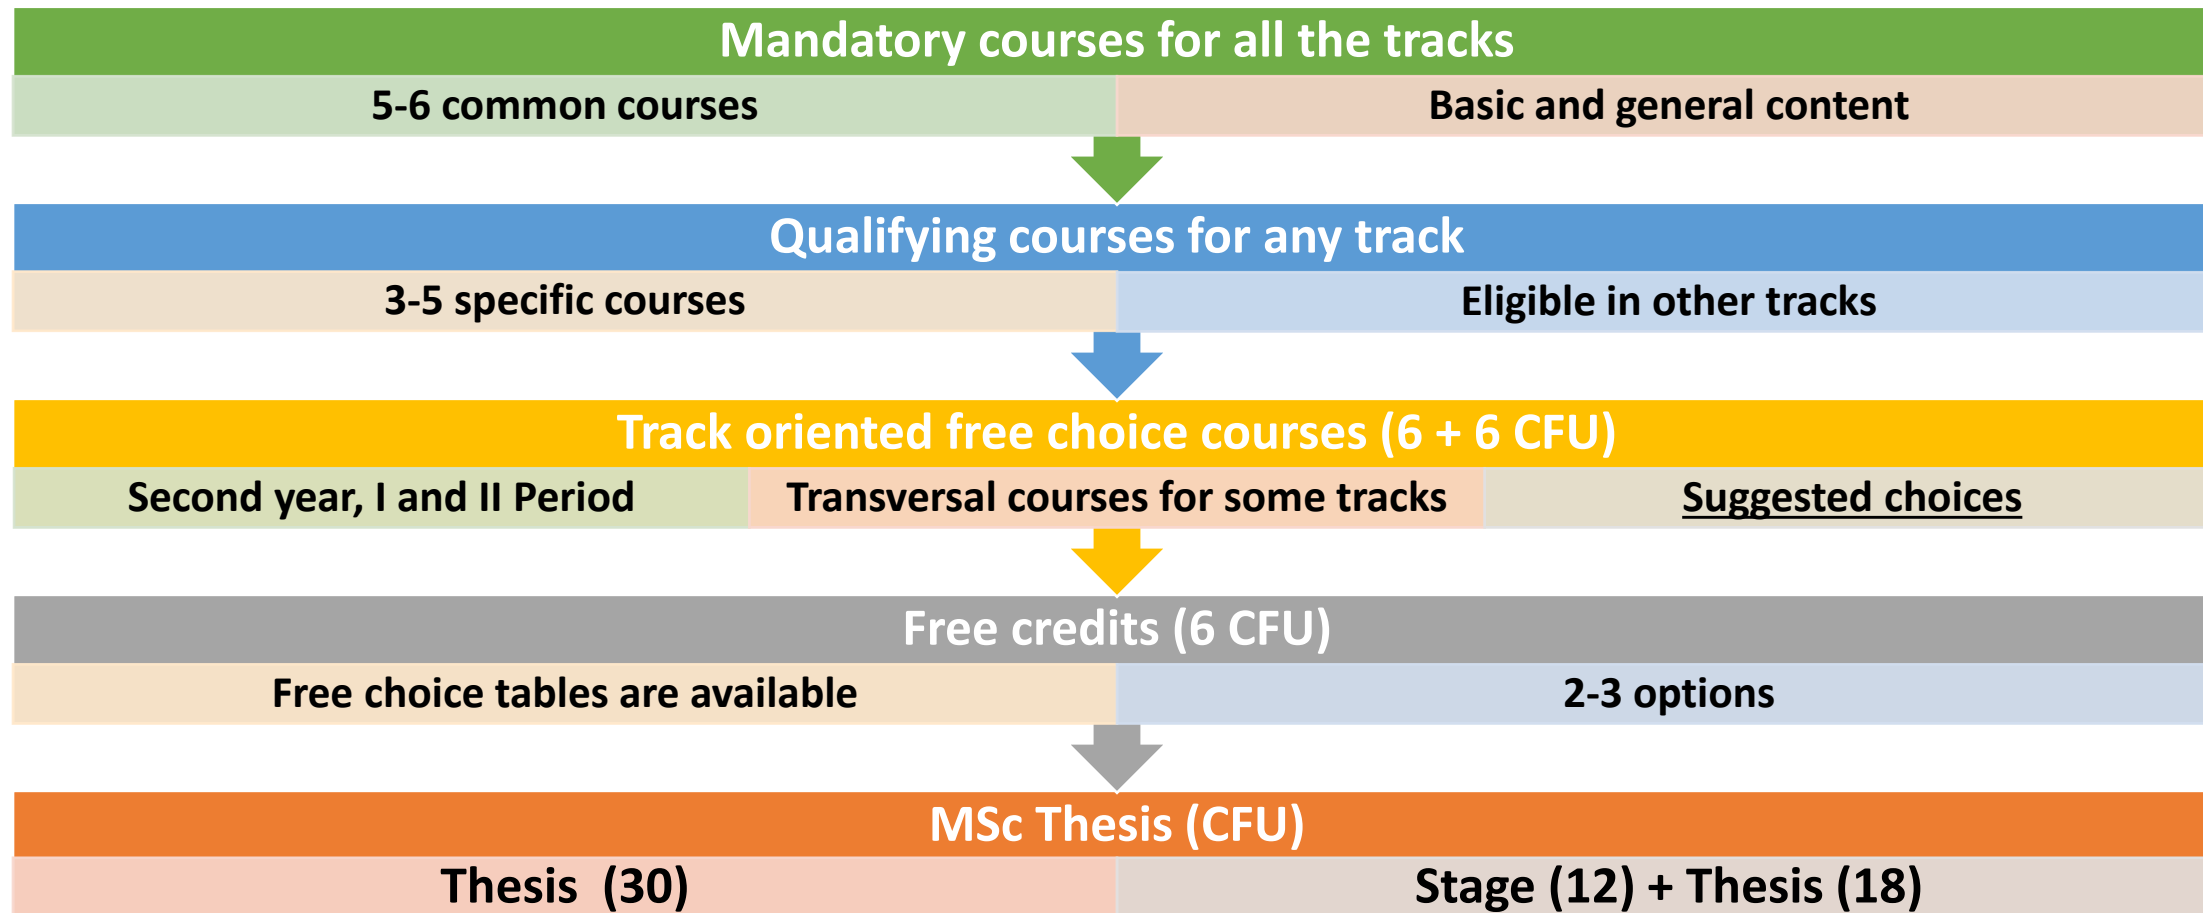 Mandatory courses for all the tracks
5-6 common courses
Basic and general content
Qualifying courses for any track
3-5 specific courses
Eligible in other tracks
Track oriented free choice courses (6 + 6 CFU)
Second year, I and II Period
Transversal courses for some tracks
Suggested choices
Free credits (6 CFU)
Free choice tables are available
2-3 options
MSc Thesis (CFU)
Thesis (30)
Stage (12) + Thesis (18)